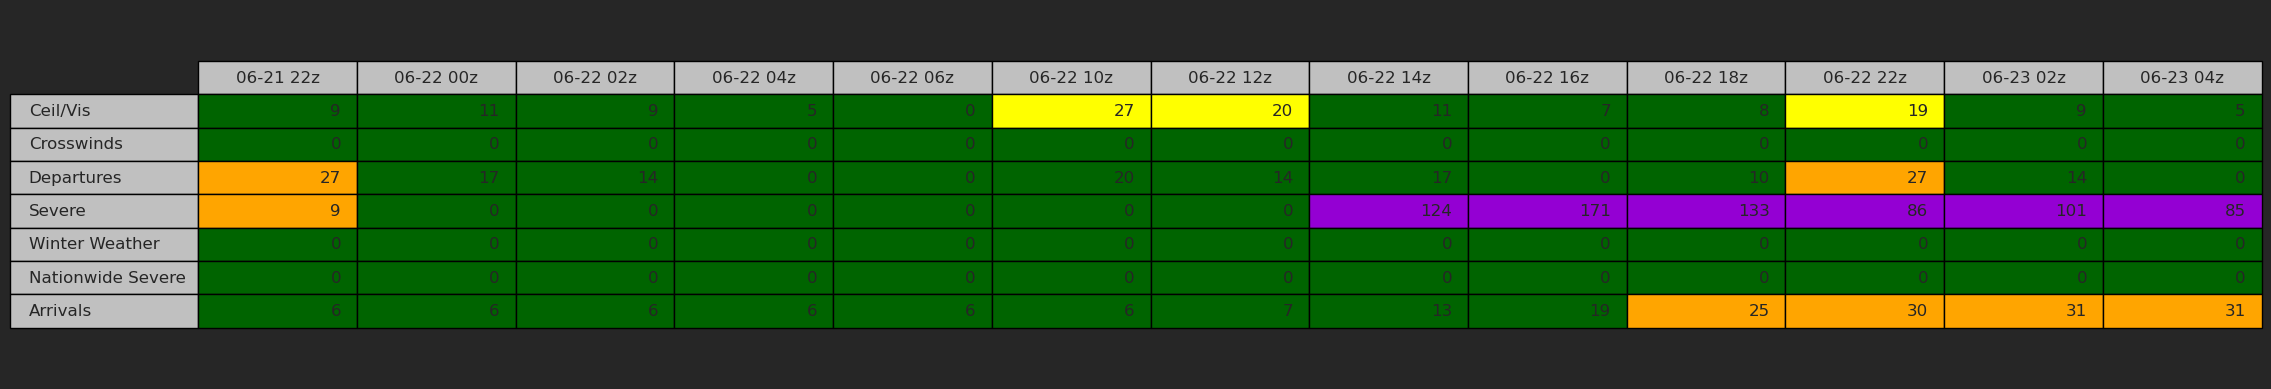 06-21 22z 06-22 00z 06-22 02z 06-22 04z 06-22 06z 06-22 10z 06-22 12z 06-22 14z 06-22 16z 06-22 18z 06-22 22z 06-23 02z 06-23 04z
Ceil/Vis 9 11 9 5 0 27 20 11 7 8 19 9 5
Crosswinds 0 0 0 0 0 0 0 0 0 0 0 0 0
Departures 27 17 14 0 0 20 14 17 0 10 27 14 0
Severe 9 0 0 0 0 0 0 124 171 133 86 101 85
Winter Weather 0 0 0 0 0 0 0 0 0 0 0 0 0
Nationwide Severe 0 0 0 0 0 0 0 0 0 0 0 0 0
Arrivals 6 6 6 6 6 6 7 13 19 25 30 31 31